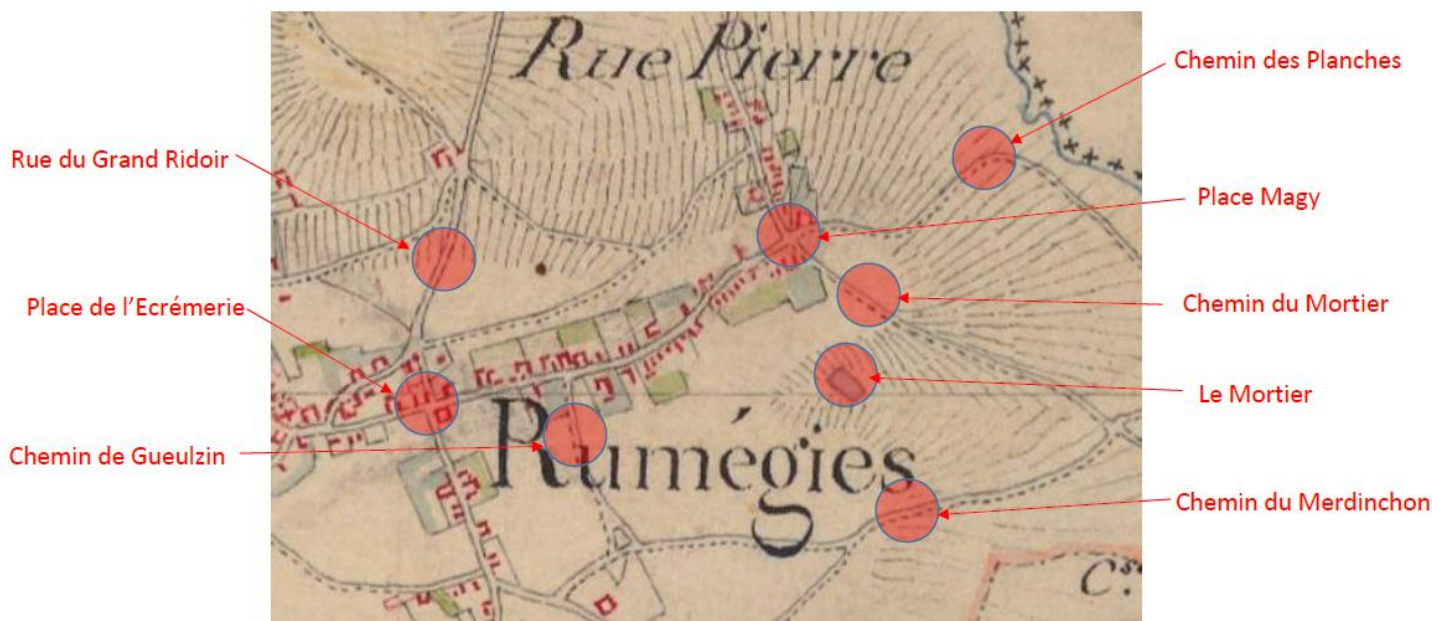 Rue Pierre
Chemin des Planches
Rue du Grand Ridoir
Place Magy
Place de l'Ecrémerie
Chemin du Mortier
Le Mortier
Chemin de Gueulzin
Rumégies
Chemin du Merdinchon
C.se